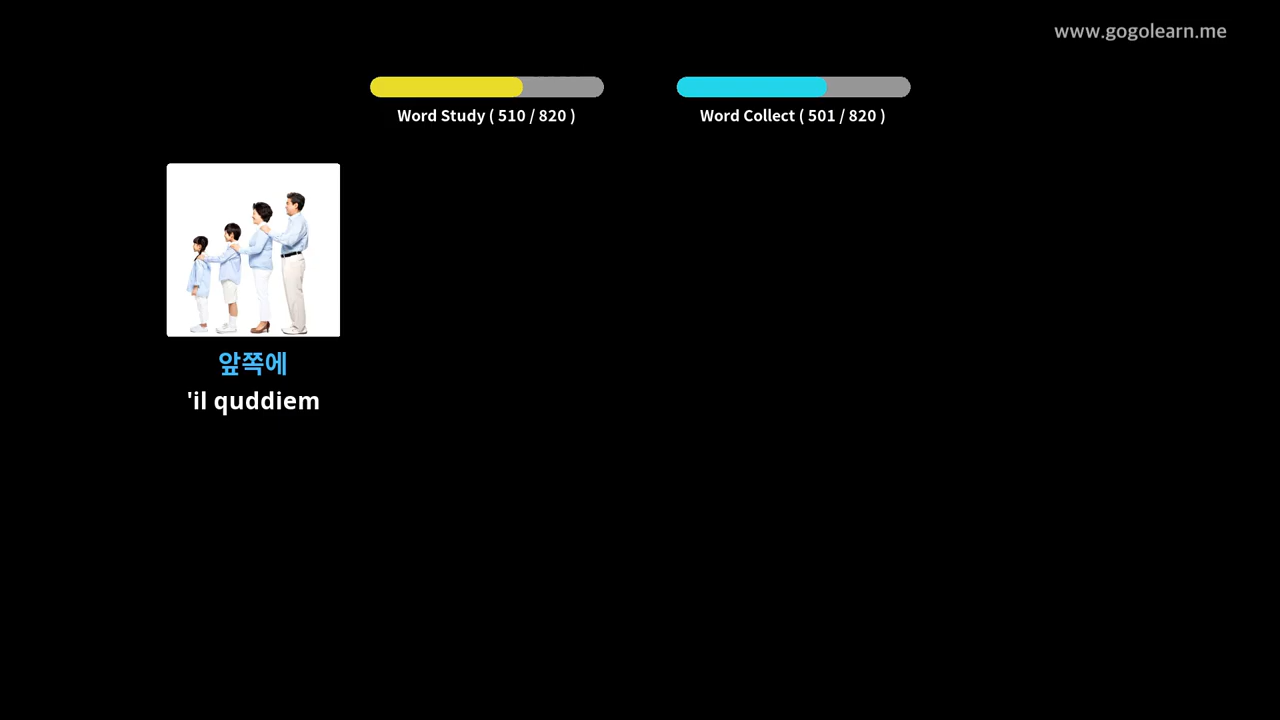 www.gogolearn.me
Word Study ( 510 / 820 )
Word Collect ( 501 / 820 )
앞쪽에
'il quddiem